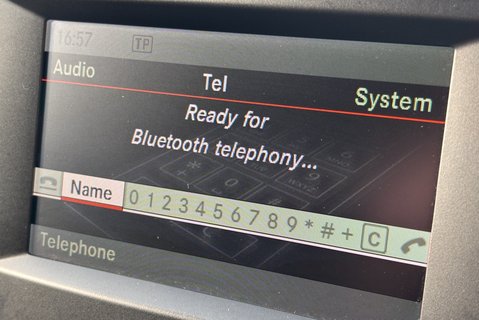 16:57 TP
Audio Tel System
Ready for
Bluetooth telephony...
Name 0 1 2 3 4 5 6 7 8 9 * # + C
Telephone